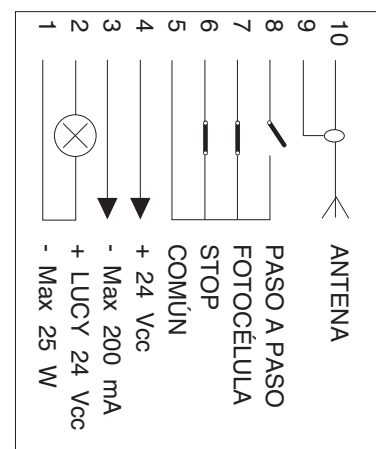 1 2 3 4 5 6 7 8 9 10
- Max 25 W
+ LUCY 24 Vcc
- Max 200 mA
+ 24 Vcc
COMÚN
STOP
FOTOCÉLULA
PASO A PASO
ANTENA